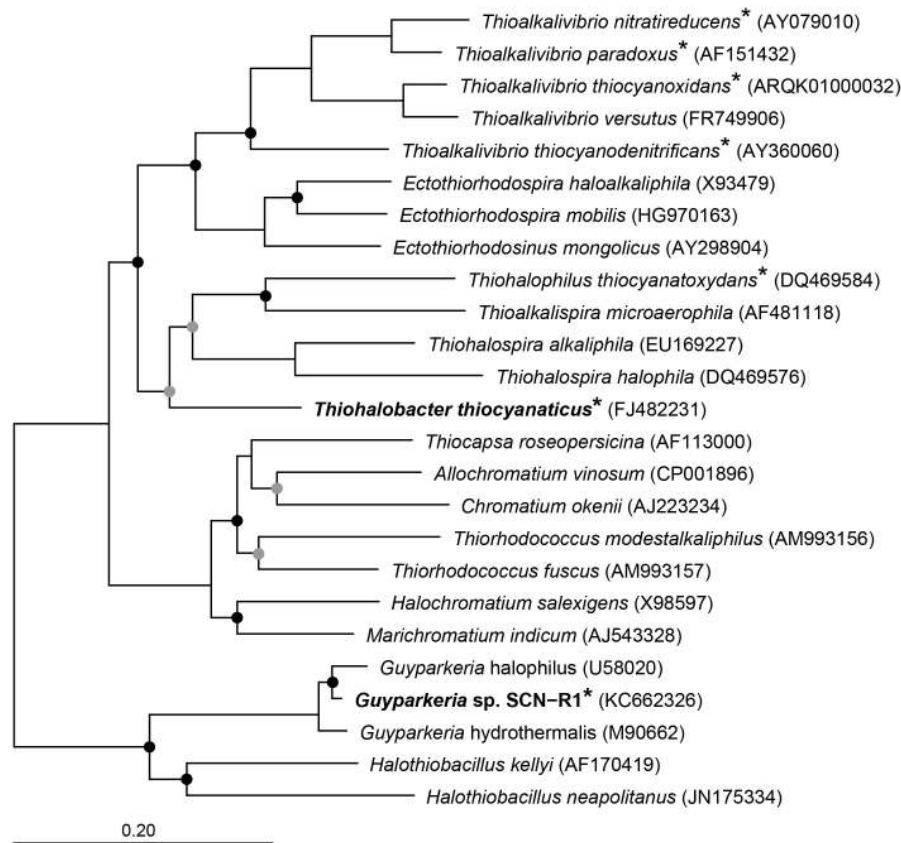 Thioalkalivibrio nitratireducens* (AY079010)
Thioalkalivibrio paradoxus* (AF151432)
Thioalkalivibrio thiocyanoxidans* (ARQK01000032)
Thioalkalivibrio versutus (FR749906)
Thioalkalivibrio thiocyanodenitrificans* (AY360060)
Ectothiorhodospira haloalkaliphila (X93479)
Ectothiorhodospira mobilis (HG970163)
Ectothiorhodosinus mongolicus (AY298904)
Thiohalophilus thiocyanatoxydans* (DQ469584)
Thioalkalispira microaerophila (AF481118)
Thiohalospira alkaliphila (EU169227)
Thiohalospira halophila (DQ469576)
Thiohalobacter thiocyanaticus* (FJ482231)
Thiocapsa roseopersicina (AF113000)
Allochromatium vinosum (CP001896)
Chromatium okenii (AJ223234)
Thiorhodococcus modestalkaliphilus (AM993156)
Thiorhodococcus fuscus (AM993157)
Halochromatium salexigens (X98597)
Marichromatium indicum (AJ543328)
Guyparkeria halophilus (U58020)
Guyparkeria sp. SCN−R1* (KC662326)
Guyparkeria hydrothermalis (M90662)
Halothiobacillus kellyi (AF170419)
Halothiobacillus neapolitanus (JN175334)
0.20